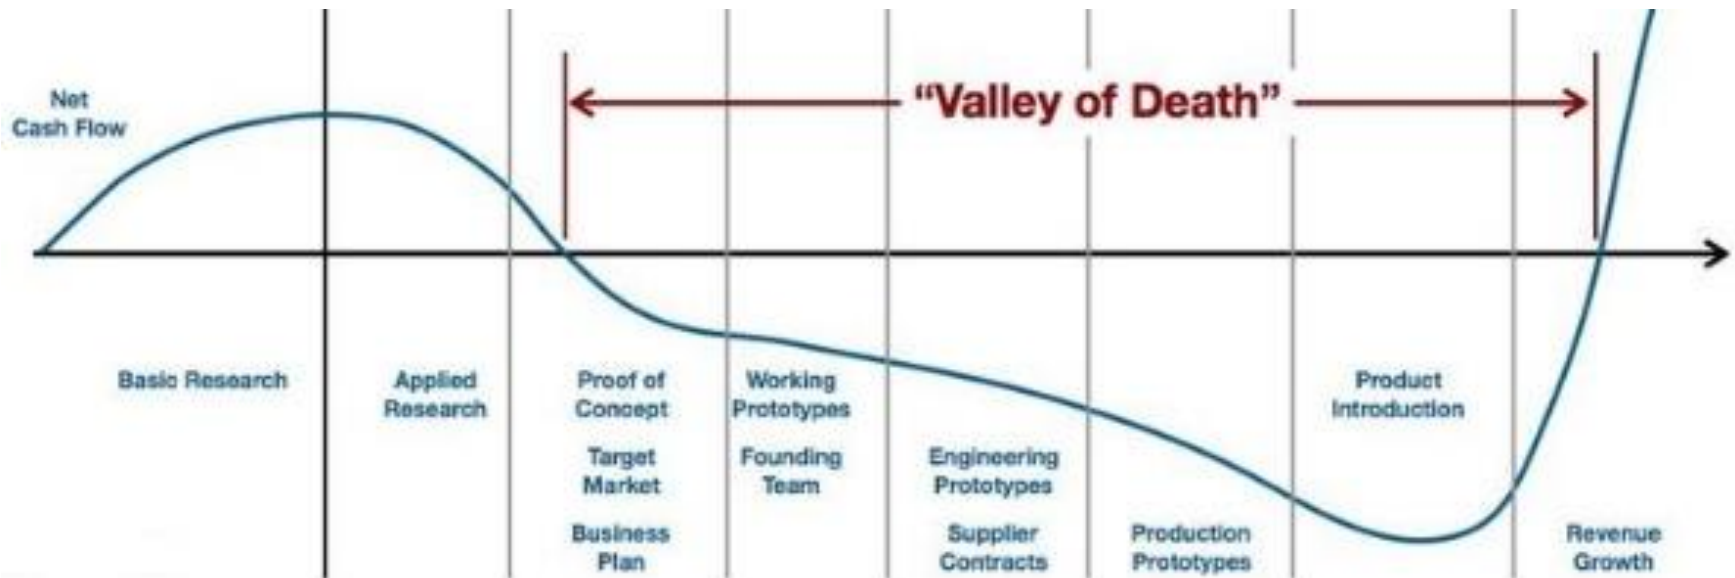 Net
Cash Flow
“Valley of Death”
Basic Research
Applied
Research
Proof of
Concept
Target
Market
Business
Plan
Working
Prototypes
Founding
Team
Engineering
Prototypes
Supplier
Contracts
Production
Prototypes
Product
Introduction
Revenue
Growth